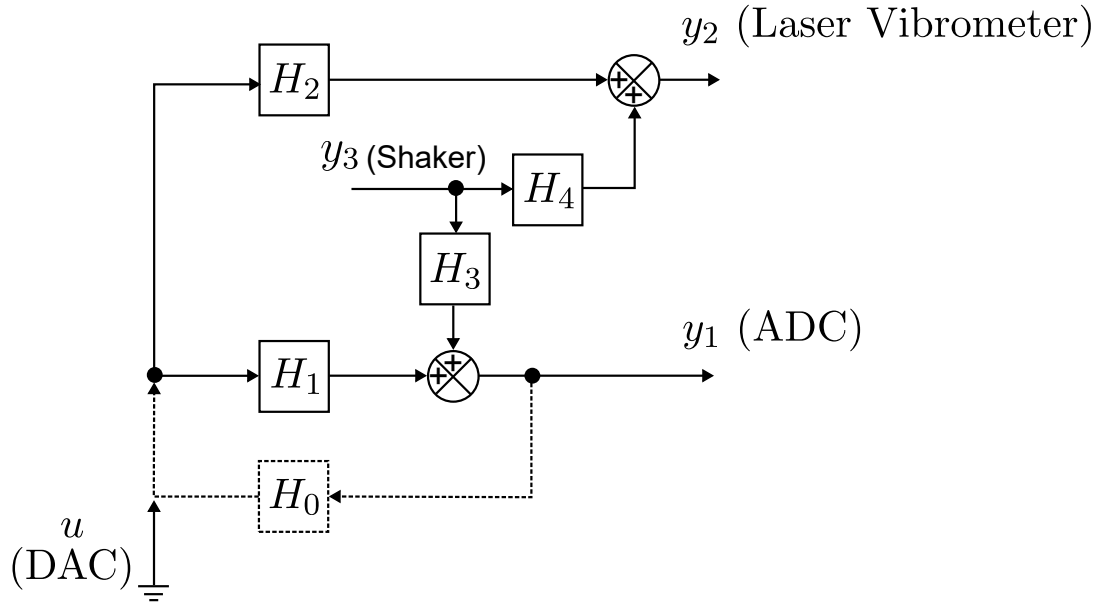 y₂ (Laser Vibrometer)
H₂
+
+
y₃ (Shaker)
H₄
H₃
y₁ (ADC)
H₁
+
+
H₀
u
(DAC)